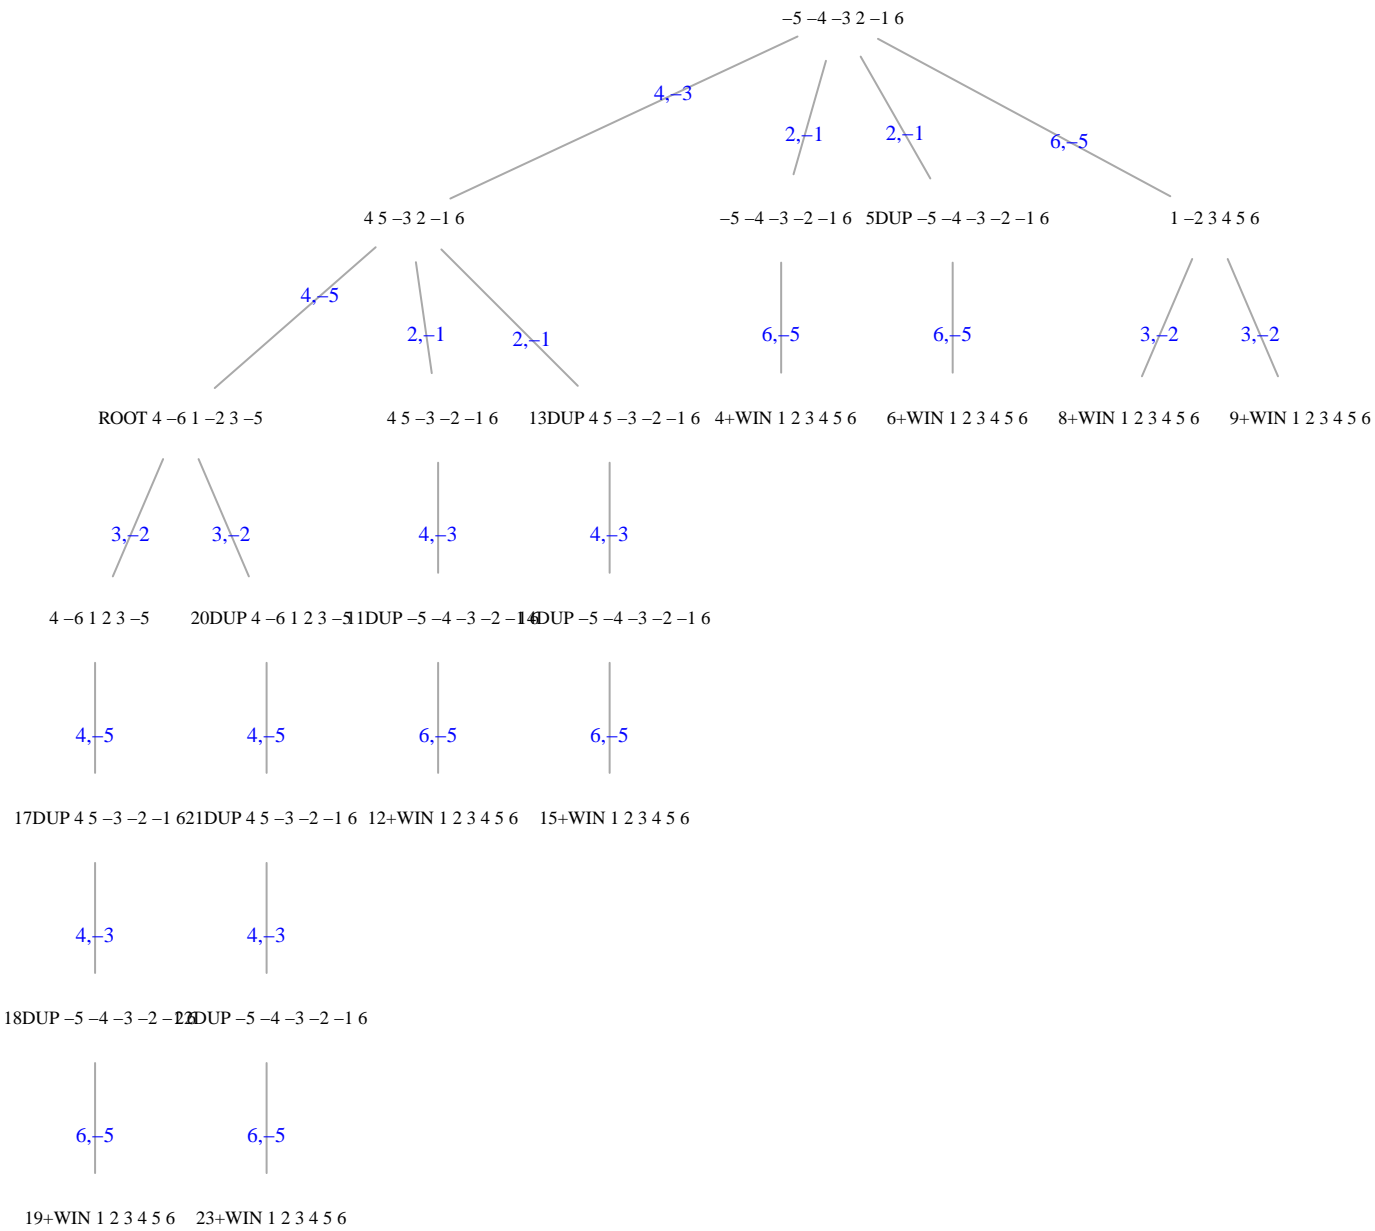 –5 –4 –3 2 –1 6
4,–3
2,–1
2,–1
6,–5
4 5 –3 2 –1 6
–5 –4 –3 –2 –1 6
5DUP –5 –4 –3 –2 –1 6
1 –2 3 4 5 6
4,–5
2,–1
2,–1
6,–5
6,–5
3,–2
3,–2
ROOT 4 –6 1 –2 3 –5
4 5 –3 –2 –1 6
13DUP 4 5 –3 –2 –1 6
4+WIN 1 2 3 4 5 6
6+WIN 1 2 3 4 5 6
8+WIN 1 2 3 4 5 6
9+WIN 1 2 3 4 5 6
3,–2
3,–2
4,–3
4,–3
4 –6 1 2 3 –5
20DUP 4 –6 1 2 3 –5
11DUP –5 –4 –3 –2 –1 6
14DUP –5 –4 –3 –2 –1 6
4,–5
4,–5
6,–5
6,–5
17DUP 4 5 –3 –2 –1 6
21DUP 4 5 –3 –2 –1 6
12+WIN 1 2 3 4 5 6
15+WIN 1 2 3 4 5 6
4,–3
4,–3
18DUP –5 –4 –3 –2 –1 6
22DUP –5 –4 –3 –2 –1 6
6,–5
6,–5
19+WIN 1 2 3 4 5 6
23+WIN 1 2 3 4 5 6